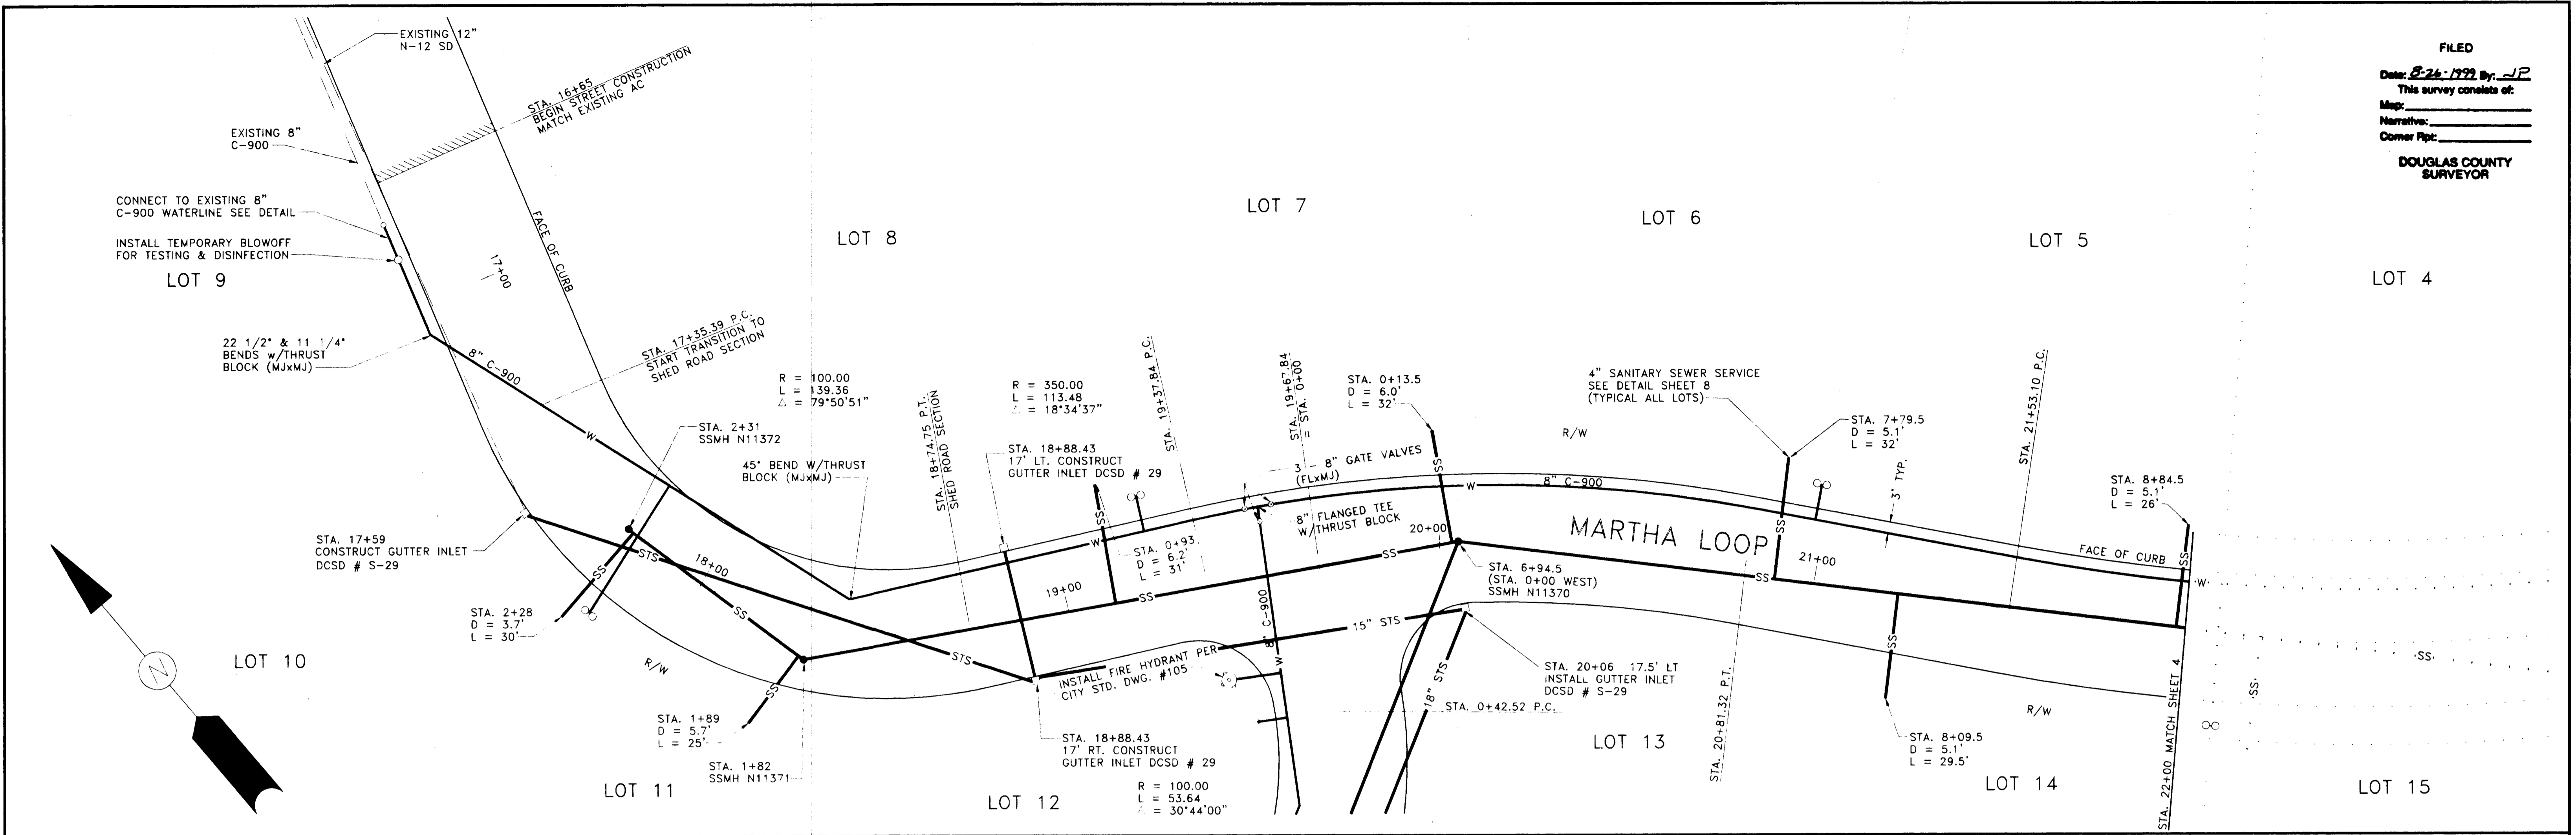 EXISTING 12"
N-12 SD
STA. 16+65
BEGIN STREET CONSTRUCTION
MATCH EXISTING AC
FILED
Date: 8-26-1999 By: JP
This survey consists of:
Map:
Narrative:
Corner Rpt:
DOUGLAS COUNTY
SURVEYOR
EXISTING 8"
C-900
CONNECT TO EXISTING 8"
C-900 WATERLINE SEE DETAIL
INSTALL TEMPORARY BLOWOFF
FOR TESTING & DISINFECTION
LOT 9
FACE OF CURB
17+00
LOT 8
LOT 7
LOT 6
LOT 5
LOT 4
22 1/2° & 11 1/4°
BENDS w/THRUST
BLOCK (MJxMJ)
8" C-900
W
STA. 17+35.39 P.C.
START TRANSITION TO
SHED ROAD SECTION
R = 100.00
L = 139.36
△ = 79°50'51"
STA. 2+31
SSMH N11372
45° BEND W/THRUST
BLOCK (MJxMJ)
STA. 18+74.75 P.T.
SHED ROAD SECTION
R = 350.00
L = 113.48
△ = 18°34'37"
STA. 18+88.43
17' LT. CONSTRUCT
GUTTER INLET DCSD # 29
STA. 19+37.84 P.C.
STA. 19+67.84
= STA. 0+00
3 - 8" GATE VALVES
(FLxMJ)
8" FLANGED TEE
W/THRUST BLOCK
STA. 0+13.5
D = 6.0'
L = 32'
SS
20+00
W
8" C-900
R/W
4" SANITARY SEWER SERVICE
SEE DETAIL SHEET 8
(TYPICAL ALL LOTS)
STA. 7+79.5
D = 5.1'
L = 32'
3' TYP.
STA. 21+53.10 P.C.
STA. 8+84.5
D = 5.1'
L = 26'
MARTHA LOOP
SS
21+00
SS
FACE OF CURB
SS
W
STA. 17+59
CONSTRUCT GUTTER INLET
DCSD # S-29
STS
18+00
SS
SS
STA. 2+28
D = 3.7'
L = 30'
W
SS
STA. 0+93
D = 6.2'
L = 31'
19+00
SS
SS
STA. 6+94.5
(STA. 0+00 WEST)
SSMH N11370
8" C-900
W
15" STS
STS
INSTALL FIRE HYDRANT PER
CITY STD. DWG. #105
18" STS
STA. 20+06 17.5' LT
INSTALL GUTTER INLET
DCSD # S-29
STA. 0+42.52 P.C.
STA. 20+81.32 P.T.
SS
R/W
STA. 8+09.5
D = 5.1'
L = 29.5'
STA. 22+00 MATCH SHEET 4
SS
SS
N
LOT 10
R/W
SS
STA. 1+89
D = 5.7'
L = 25'
STA. 1+82
SSMH N11371
STA. 18+88.43
17' RT. CONSTRUCT
GUTTER INLET DCSD # 29
R = 100.00
L = 53.64
△ = 30°44'00"
LOT 11
LOT 12
LOT 13
LOT 14
LOT 15